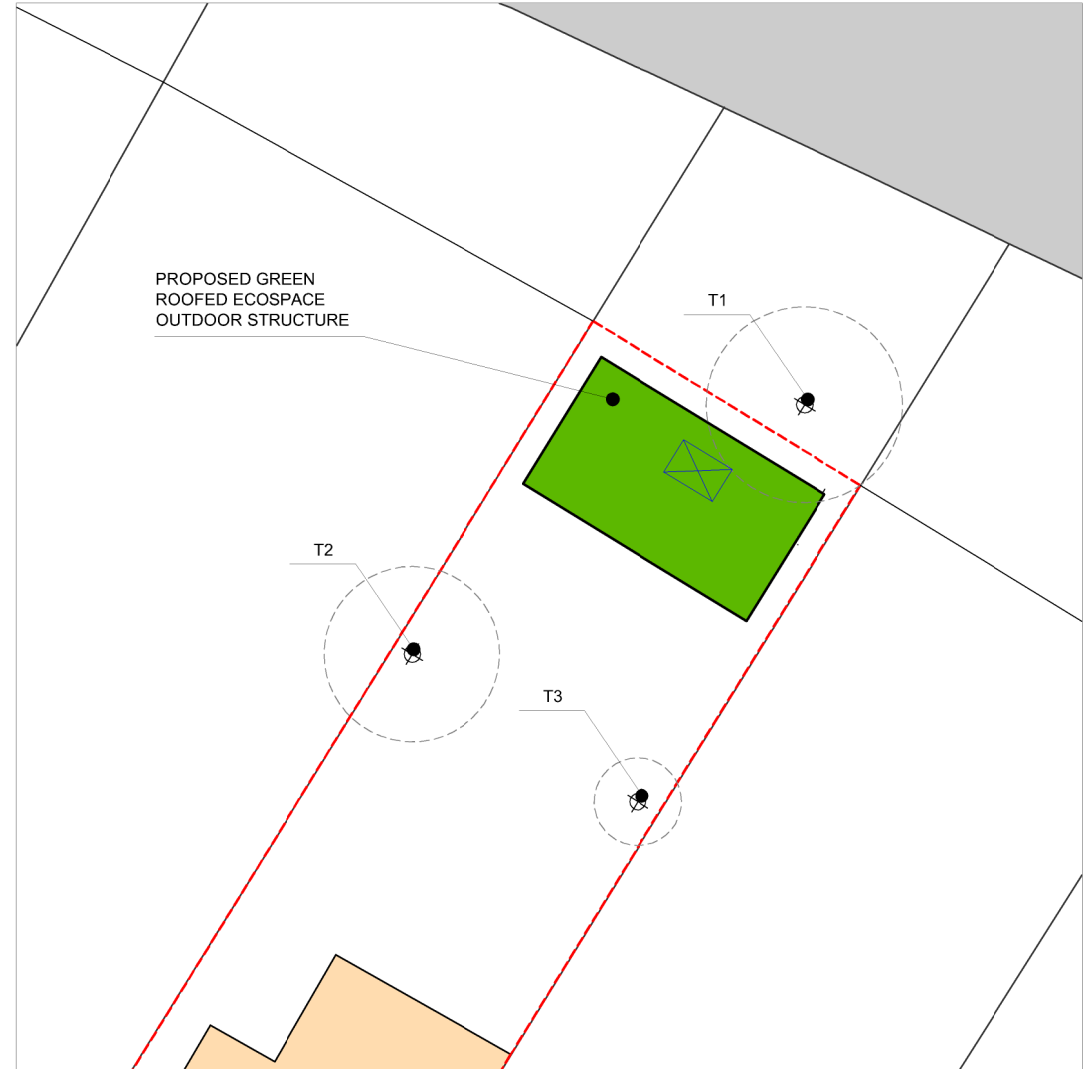 PROPOSED GREEN
ROOFED ECOSPACE
OUTDOOR STRUCTURE
T1
T2
T3